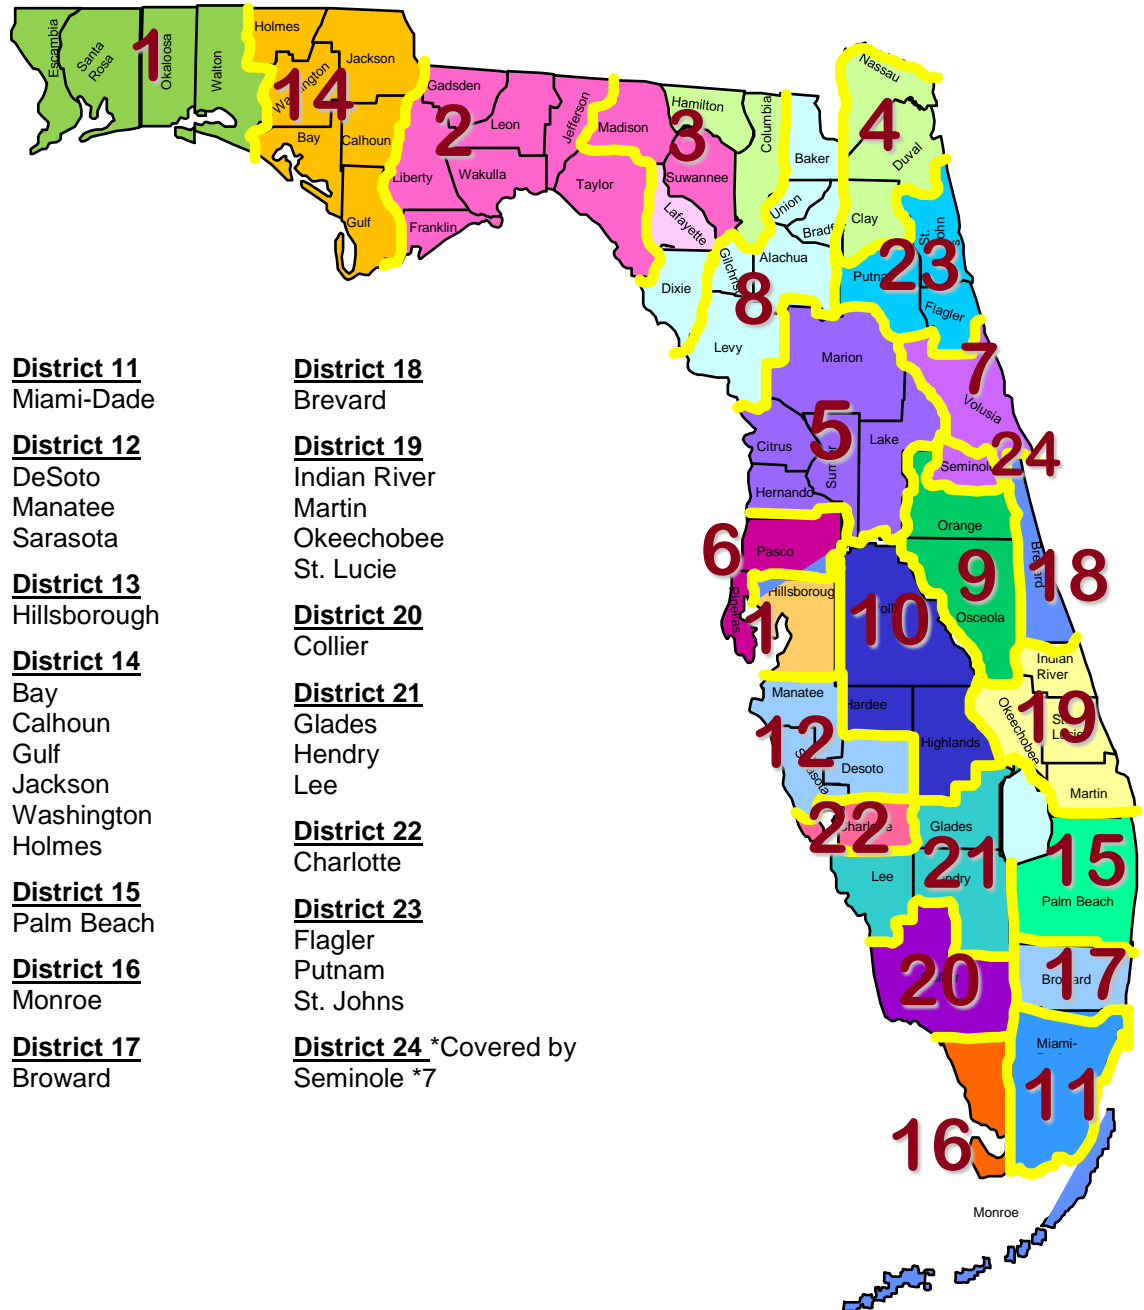 Escambia
Santa
Rosa
Okaloosa
Walton
1
Holmes
Jackson
14
Bay
Calhoun
Gulf
Gadsden
2
Leon
Jefferson
Liberty
Wakulla
Franklin
Madison
Taylor
Hamilton
3
Suwannee
Lafayette
Columbia
Baker
Union
Nassau
4
Duval
Clay
23
Flagler
Alachua
8
Dixie
Levy
Marion
7
Volusia
5
Citrus
Lake
Hernando
24
Orange
6
Pasco
Pinellas
1
9
Osceola
18
10
Indian
River
Manatee
Highlands
Okeechobee
19
12
Desoto
Martin
22
Glades
21
Lee
15
Palm Beach
20
17
Miami-
11
16
Monroe
District 11
Miami-Dade
District 12
DeSoto
Manatee
Sarasota
District 13
Hillsborough
District 14
Bay
Calhoun
Gulf
Jackson
Washington
Holmes
District 15
Palm Beach
District 16
Monroe
District 17
Broward
District 18
Brevard
District 19
Indian River
Martin
Okeechobee
St. Lucie
District 20
Collier
District 21
Glades
Hendry
Lee
District 22
Charlotte
District 23
Flagler
Putnam
St. Johns
District 24 *Covered by
Seminole *7